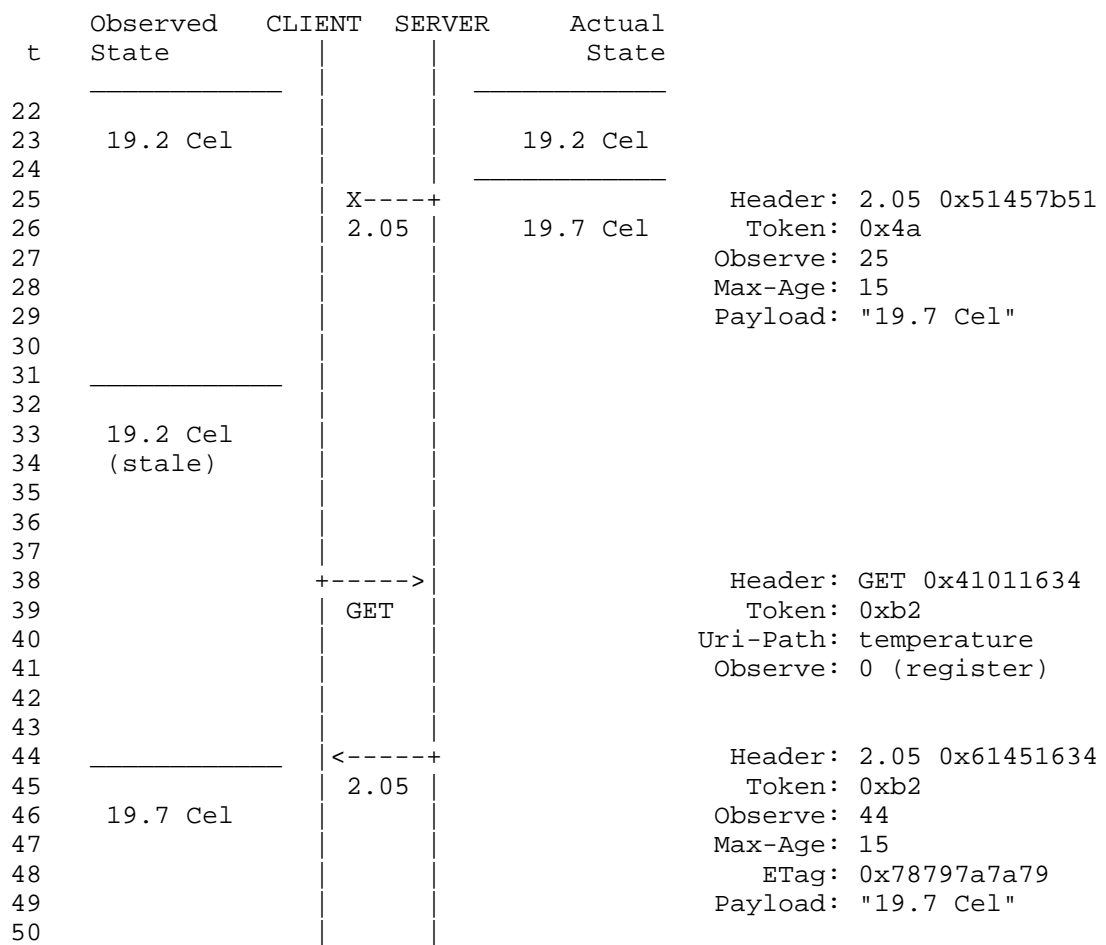 Observed   CLIENT  SERVER     Actual
 t   State         |      |         State
     ____________  |      |  ____________
22                 |      |
23    19.2 Cel     |      |     19.2 Cel
24                 |      |  ____________
25                 | X----+                  Header: 2.05 0x51457b51
26                 | 2.05 |     19.7 Cel      Token: 0x4a
27                 |      |                 Observe: 25
28                 |      |                 Max-Age: 15
29                 |      |                 Payload: "19.7 Cel"
30                 |      |
31   ____________  |      |
32                 |      |
33    19.2 Cel     |      |
34    (stale)      |      |
35                 |      |
36                 |      |
37                 |      |
38                 +----->|                  Header: GET 0x41011634
39                 | GET  |                   Token: 0xb2
40                 |      |                Uri-Path: temperature
41                 |      |                 Observe: 0 (register)
42                 |      |
43                 |      |
44   ____________  |<-----+                  Header: 2.05 0x61451634
45                 | 2.05 |                   Token: 0xb2
46    19.7 Cel     |      |                 Observe: 44
47                 |      |                 Max-Age: 15
48                 |      |                    ETag: 0x78797a7a79
49                 |      |                 Payload: "19.7 Cel"
50                 |      |